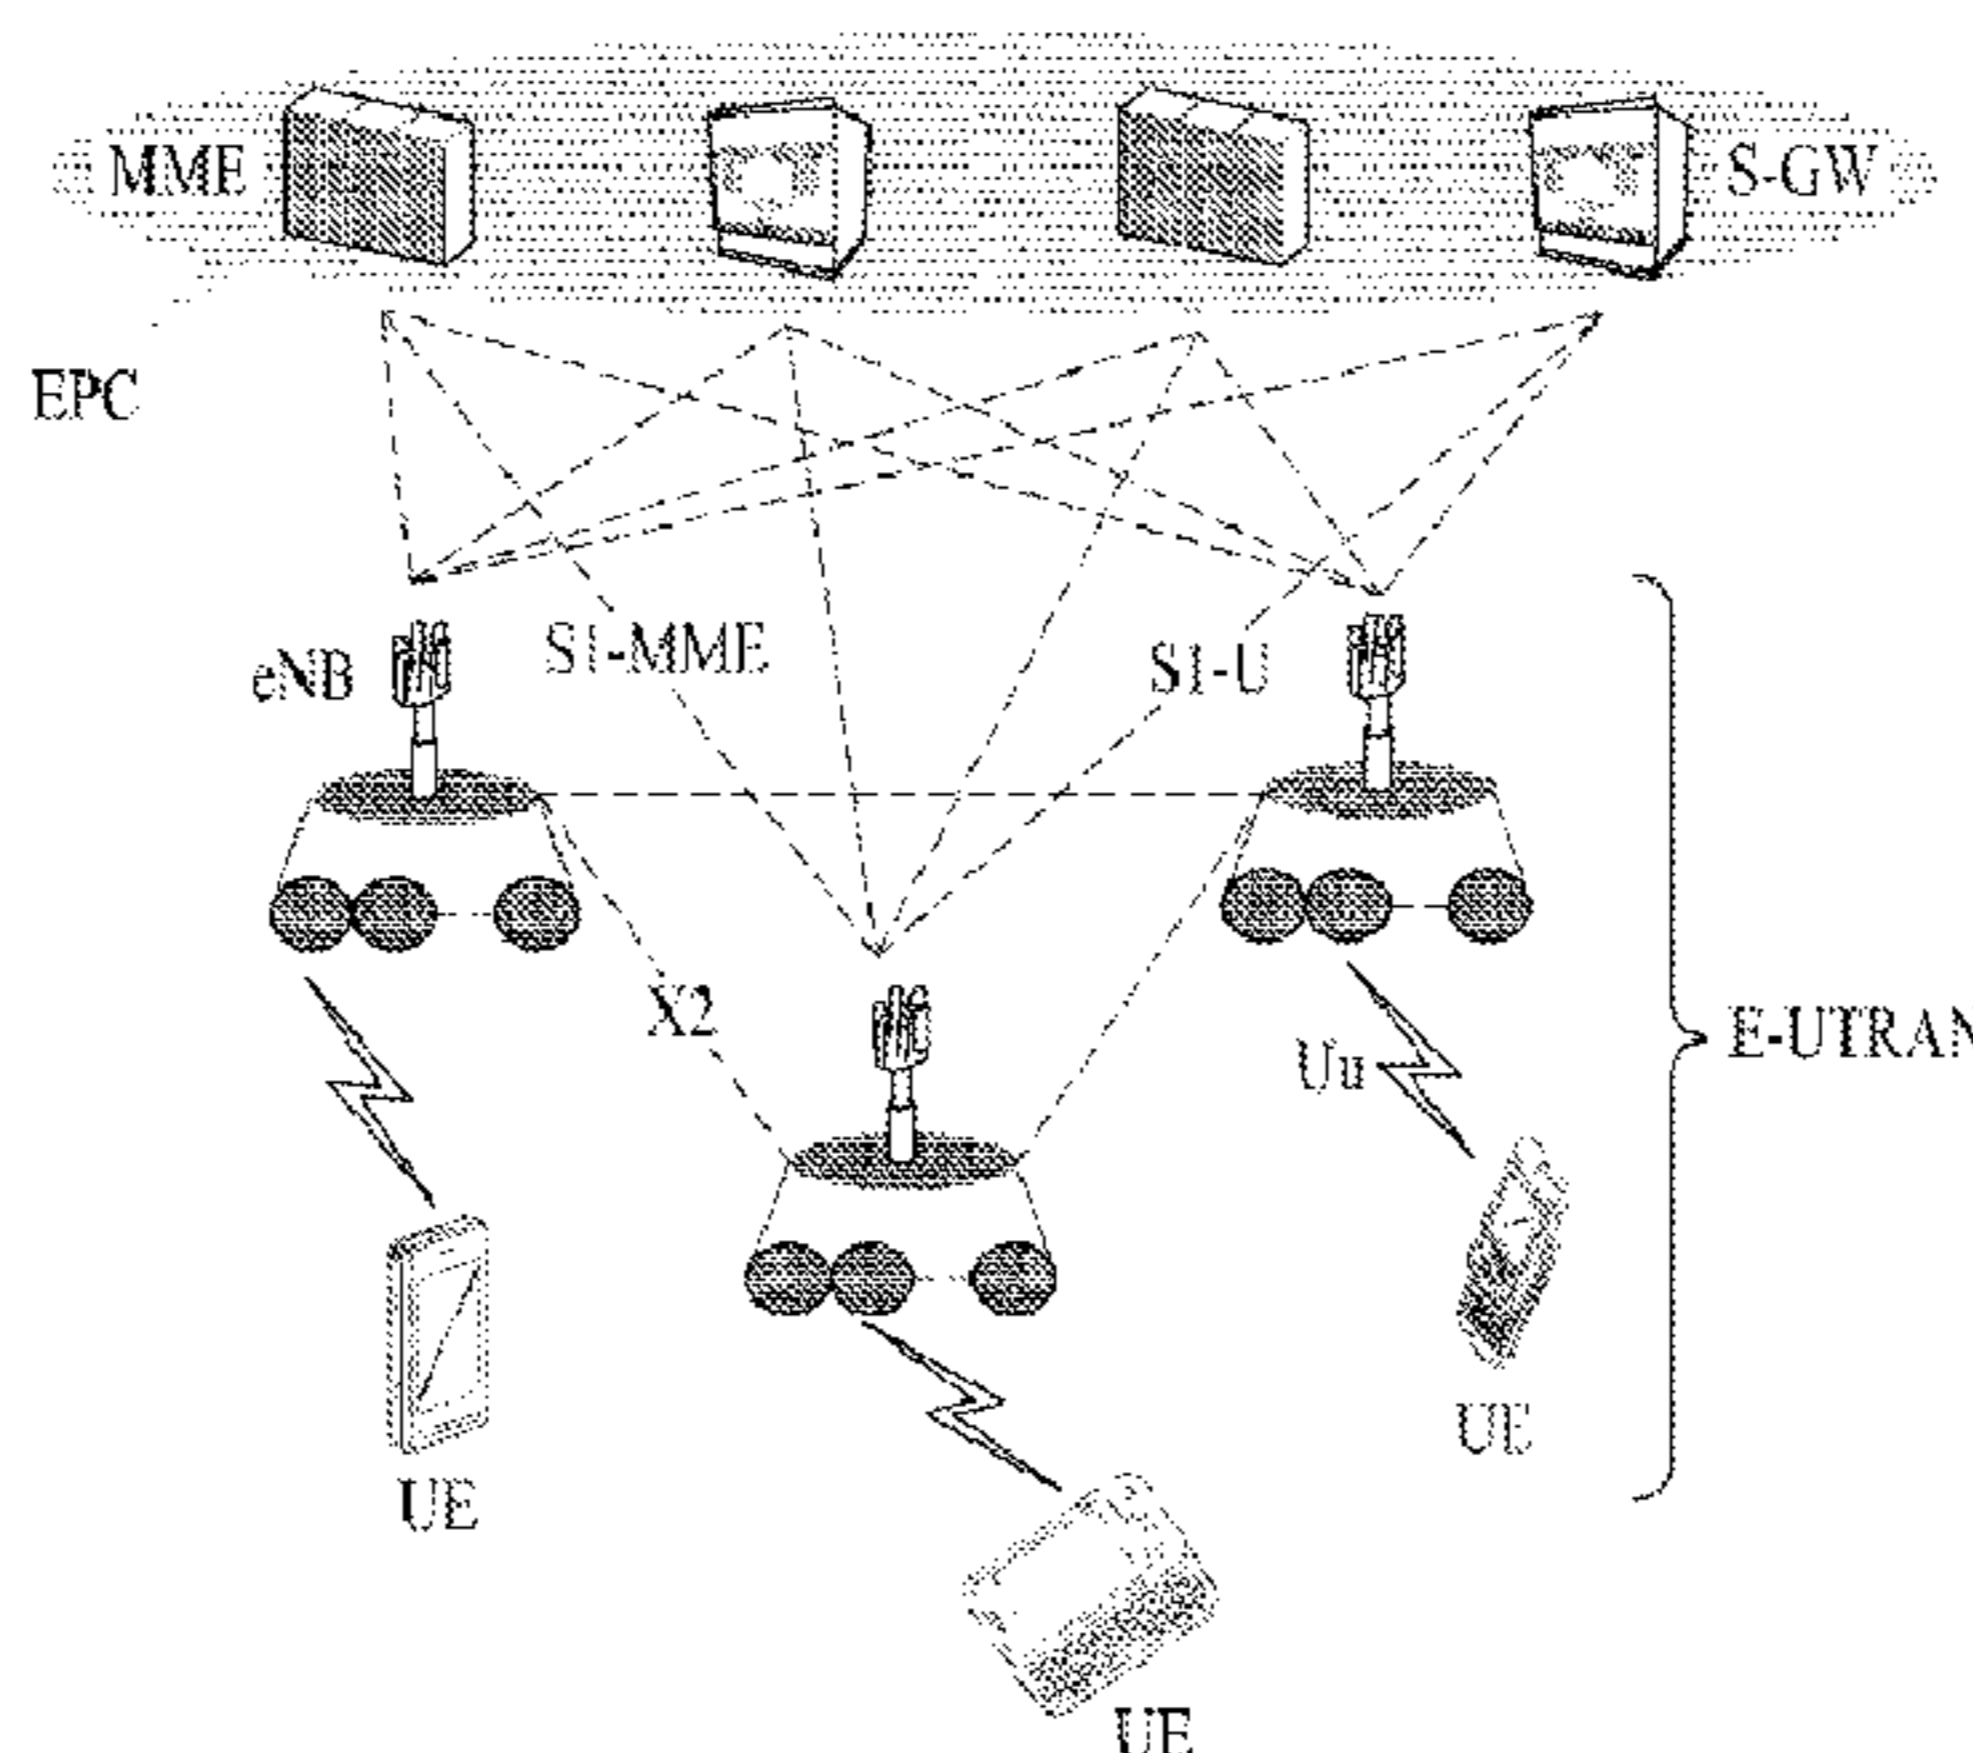 MME
S-GW
EPC
eNB
S1-MME
S1-U
X2
Uu
E-UTRAN
UE
UE
UE